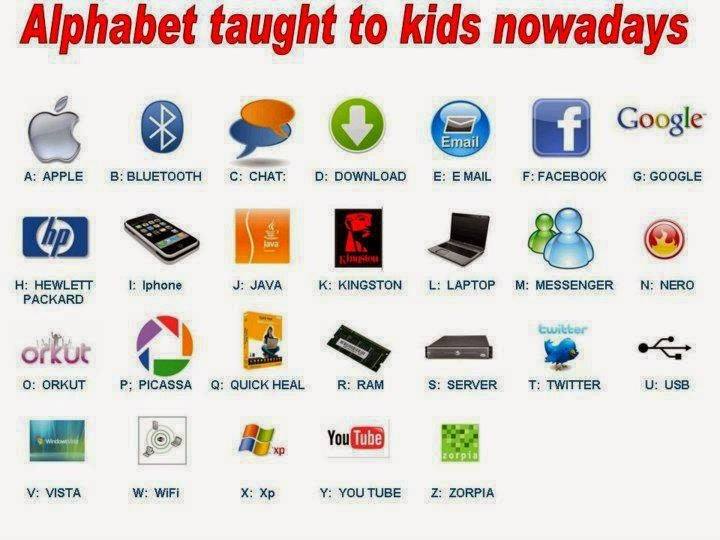 Alphabet taught to kids nowadays
Email
f
Google
A: APPLE B: BLUETOOTH C: CHAT: D: DOWNLOAD E: E MAIL F: FACEBOOK G: GOOGLE
hp
Java
Kingston
H: HEWLETT PACKARD I: Iphone J: JAVA K: KINGSTON L: LAPTOP M: MESSENGER N: NERO
orkut
twitter
O: ORKUT P; PICASSA Q: QUICK HEAL R: RAM S: SERVER T: TWITTER U: USB
WindowsVista
xp
YouTube
zorpia
V: VISTA W: WiFi X: Xp Y: YOU TUBE Z: ZORPIA